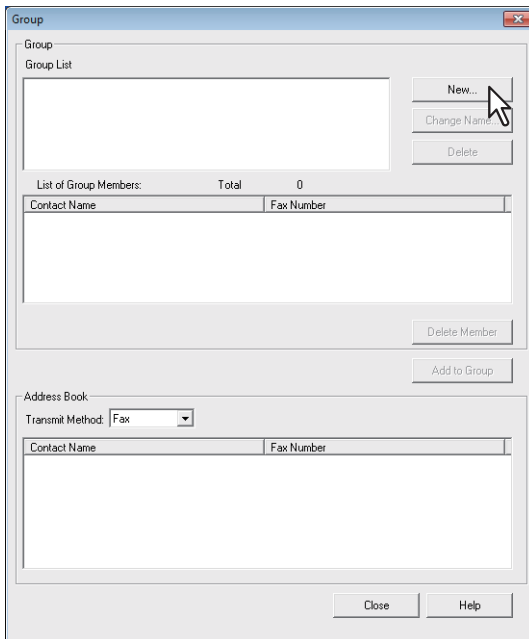 Group
Group
Group List
New...
Change Name...
Delete
List of Group Members: Total 0
Contact Name Fax Number
Delete Member
Add to Group
Address Book
Transmit Method: Fax
Contact Name Fax Number
Close Help